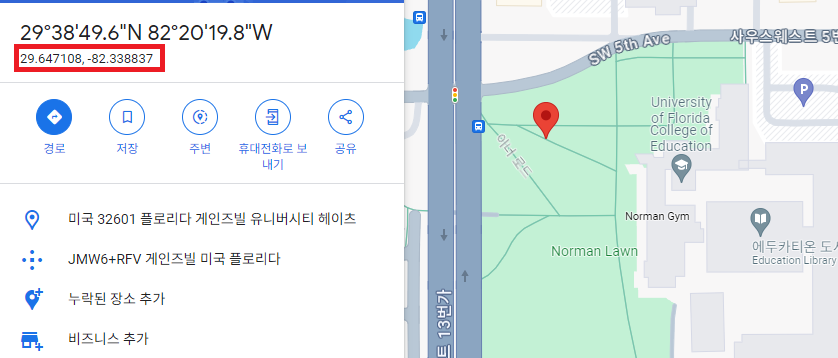 29°38'49.6"N 82°20'19.8"W
29.647108, -82.338837
경로
저장
주변
휴대전화로 보
내기
공유
미국 32601 플로리다 게인즈빌 유니버시티 헤이츠
JMW6+RFV 게인즈빌 미국 플로리다
누락된 장소 추가
비즈니스 추가
SW 5th Ave
사우스웨스트 5번
P
University
of Florida
College of
Education
이너 로드
Norman Gym
Norman Lawn
에두카티온 도서
Education Library
트 13번가